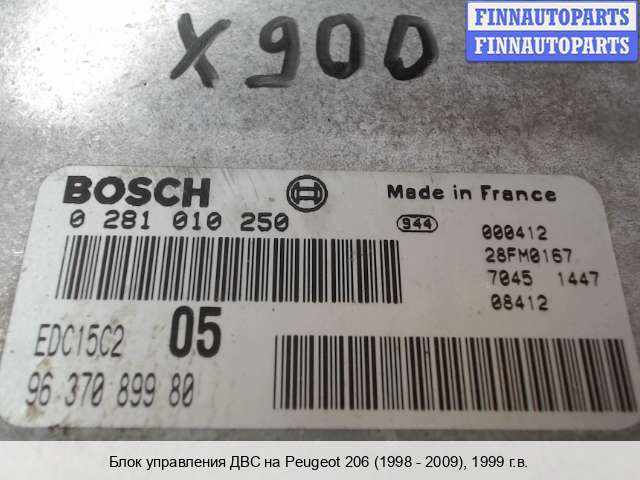 X900
FINNAUTOPARTS
FINNAUTOPARTS
BOSCH
Made in France
0 281 010 250
944
000412
28FM0167
7045 1447
08412
EDC15C2 05
96 370 899 80
Блок управления ДВС на Peugeot 206 (1998 - 2009), 1999 г.в.